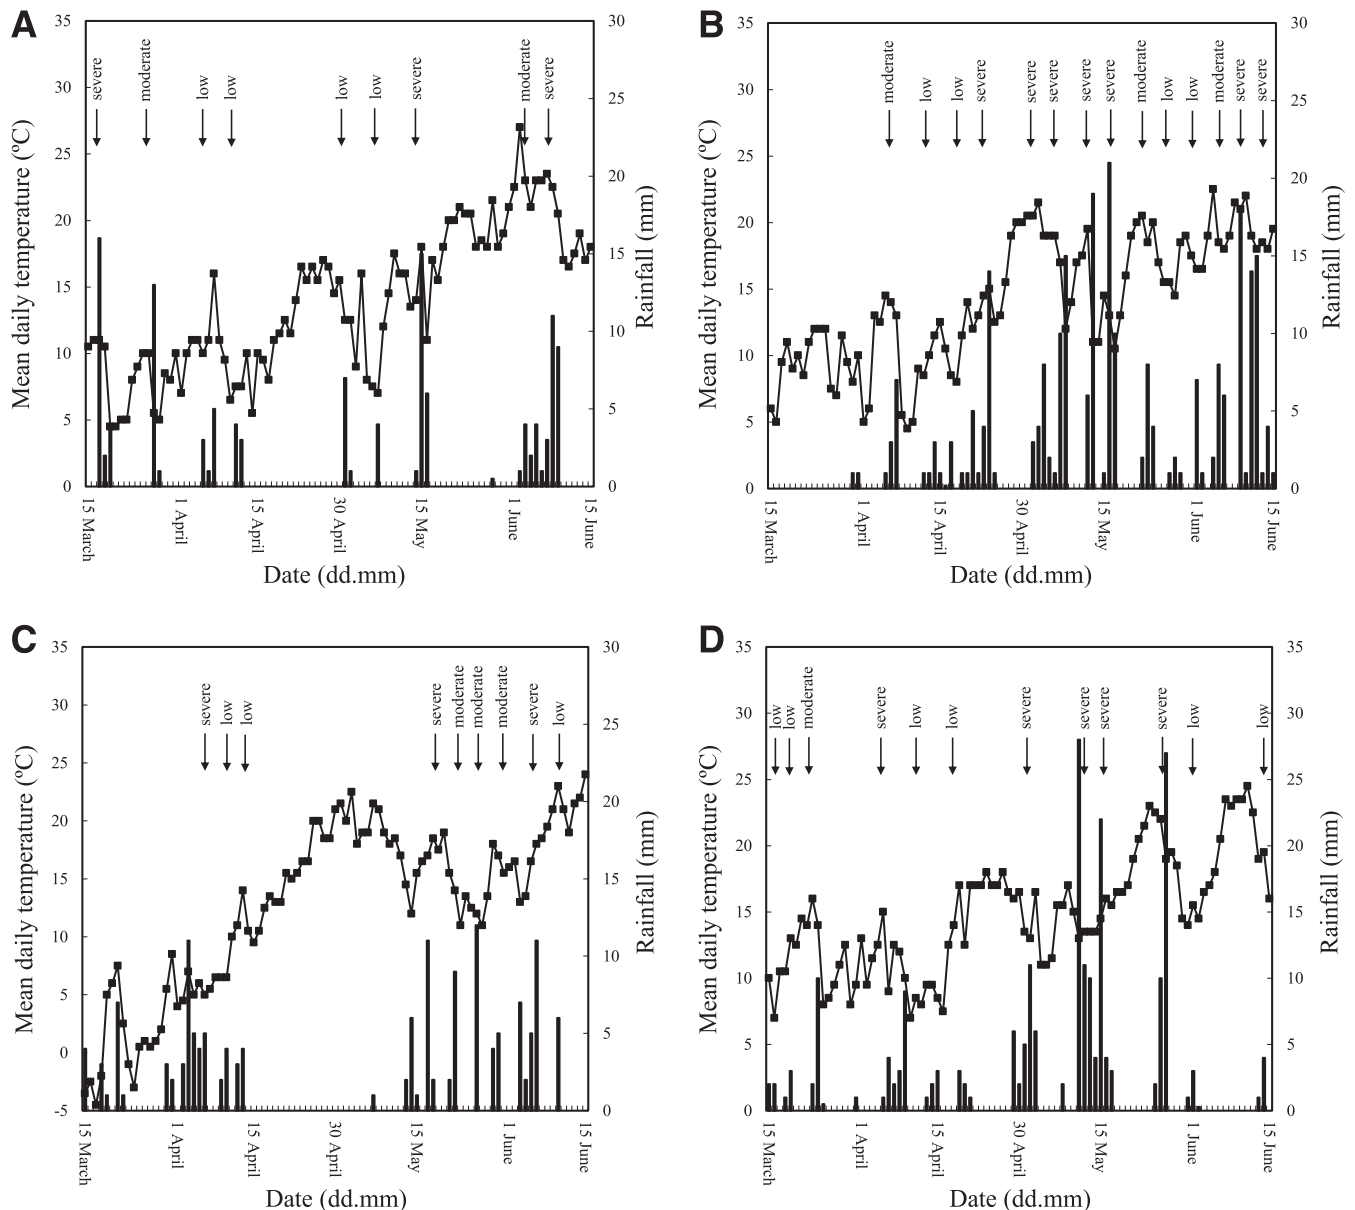 A
severe
moderate
low
low
low
low
severe
moderate
severe
35
30
25
20
15
10
5
0
30
25
20
15
10
5
0
Mean daily temperature (ºC)
Rainfall (mm)
15 March
1 April
15 April
30 April
15 May
1 June
15 June
Date (dd.mm)
B
moderate
low
low
severe
severe
severe
severe
severe
moderate
low
low
moderate
severe
severe
35
30
25
20
15
10
5
0
30
25
20
15
10
5
0
Mean daily temperature (ºC)
Rainfall (mm)
15 March
1 April
15 April
30 April
15 May
1 June
15 June
Date (dd.mm)
C
severe
low
low
severe
moderate
moderate
moderate
severe
low
35
30
25
20
15
10
5
0
-5
30
25
20
15
10
5
0
Mean daily temperature (ºC)
Rainfall (mm)
15 March
1 April
15 April
30 April
15 May
1 June
15 June
Date (dd.mm)
D
low
low
moderate
severe
low
low
severe
severe
severe
severe
low
low
35
30
25
20
15
10
5
0
35
30
25
20
15
10
5
0
Mean daily temperature (ºC)
Rainfall (mm)
15 March
1 April
15 April
30 April
15 May
1 June
15 June
Date (dd.mm)